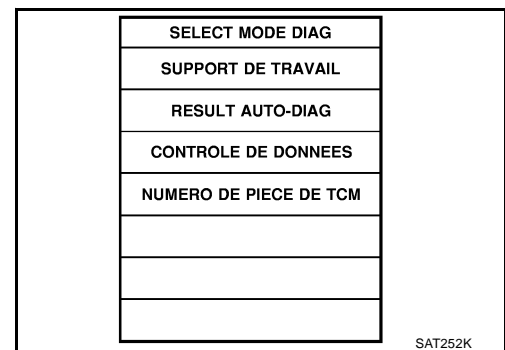 SELECT MODE DIAG
SUPPORT DE TRAVAIL
RESULT AUTO-DIAG
CONTROLE DE DONNEES
NUMERO DE PIECE DE TCM
SAT252K